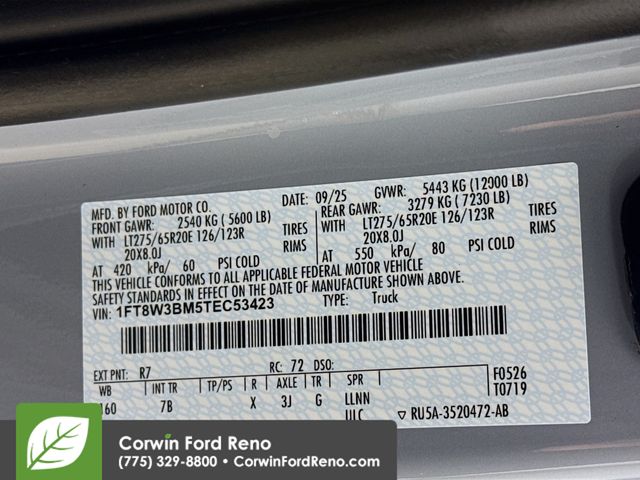 MFD. BY FORD MOTOR CO. DATE: 09/25 GVWR: 5443 KG (12000 LB)
FRONT GAWR: 2540 KG ( 5600 LB) REAR GAWR: 3279 KG ( 7230 LB)
WITH LT275/65R20E 126/123R TIRES WITH LT275/65R20E 126/123R TIRES
20X8.0J RIMS 20X8.0J RIMS
AT 420 kPa/ 60 PSI COLD AT 550 kPa/ 80 PSI COLD
THIS VEHICLE CONFORMS TO ALL APPLICABLE FEDERAL MOTOR VEHICLE
SAFETY STANDARDS IN EFFECT ON THE DATE OF MANUFACTURE SHOWN ABOVE.
VIN: 1FT8W3BM5TEC53423 TYPE: Truck
EXT PNT: R7 RC: 72 DSO: F0526
WB INT TR TP/PS R AXLE TR SPR T0719
160 7B X 3J G LLNN
ULC RU5A-3520472-AB
Corwin Ford Reno
(775) 329-8800 • CorwinFordReno.com